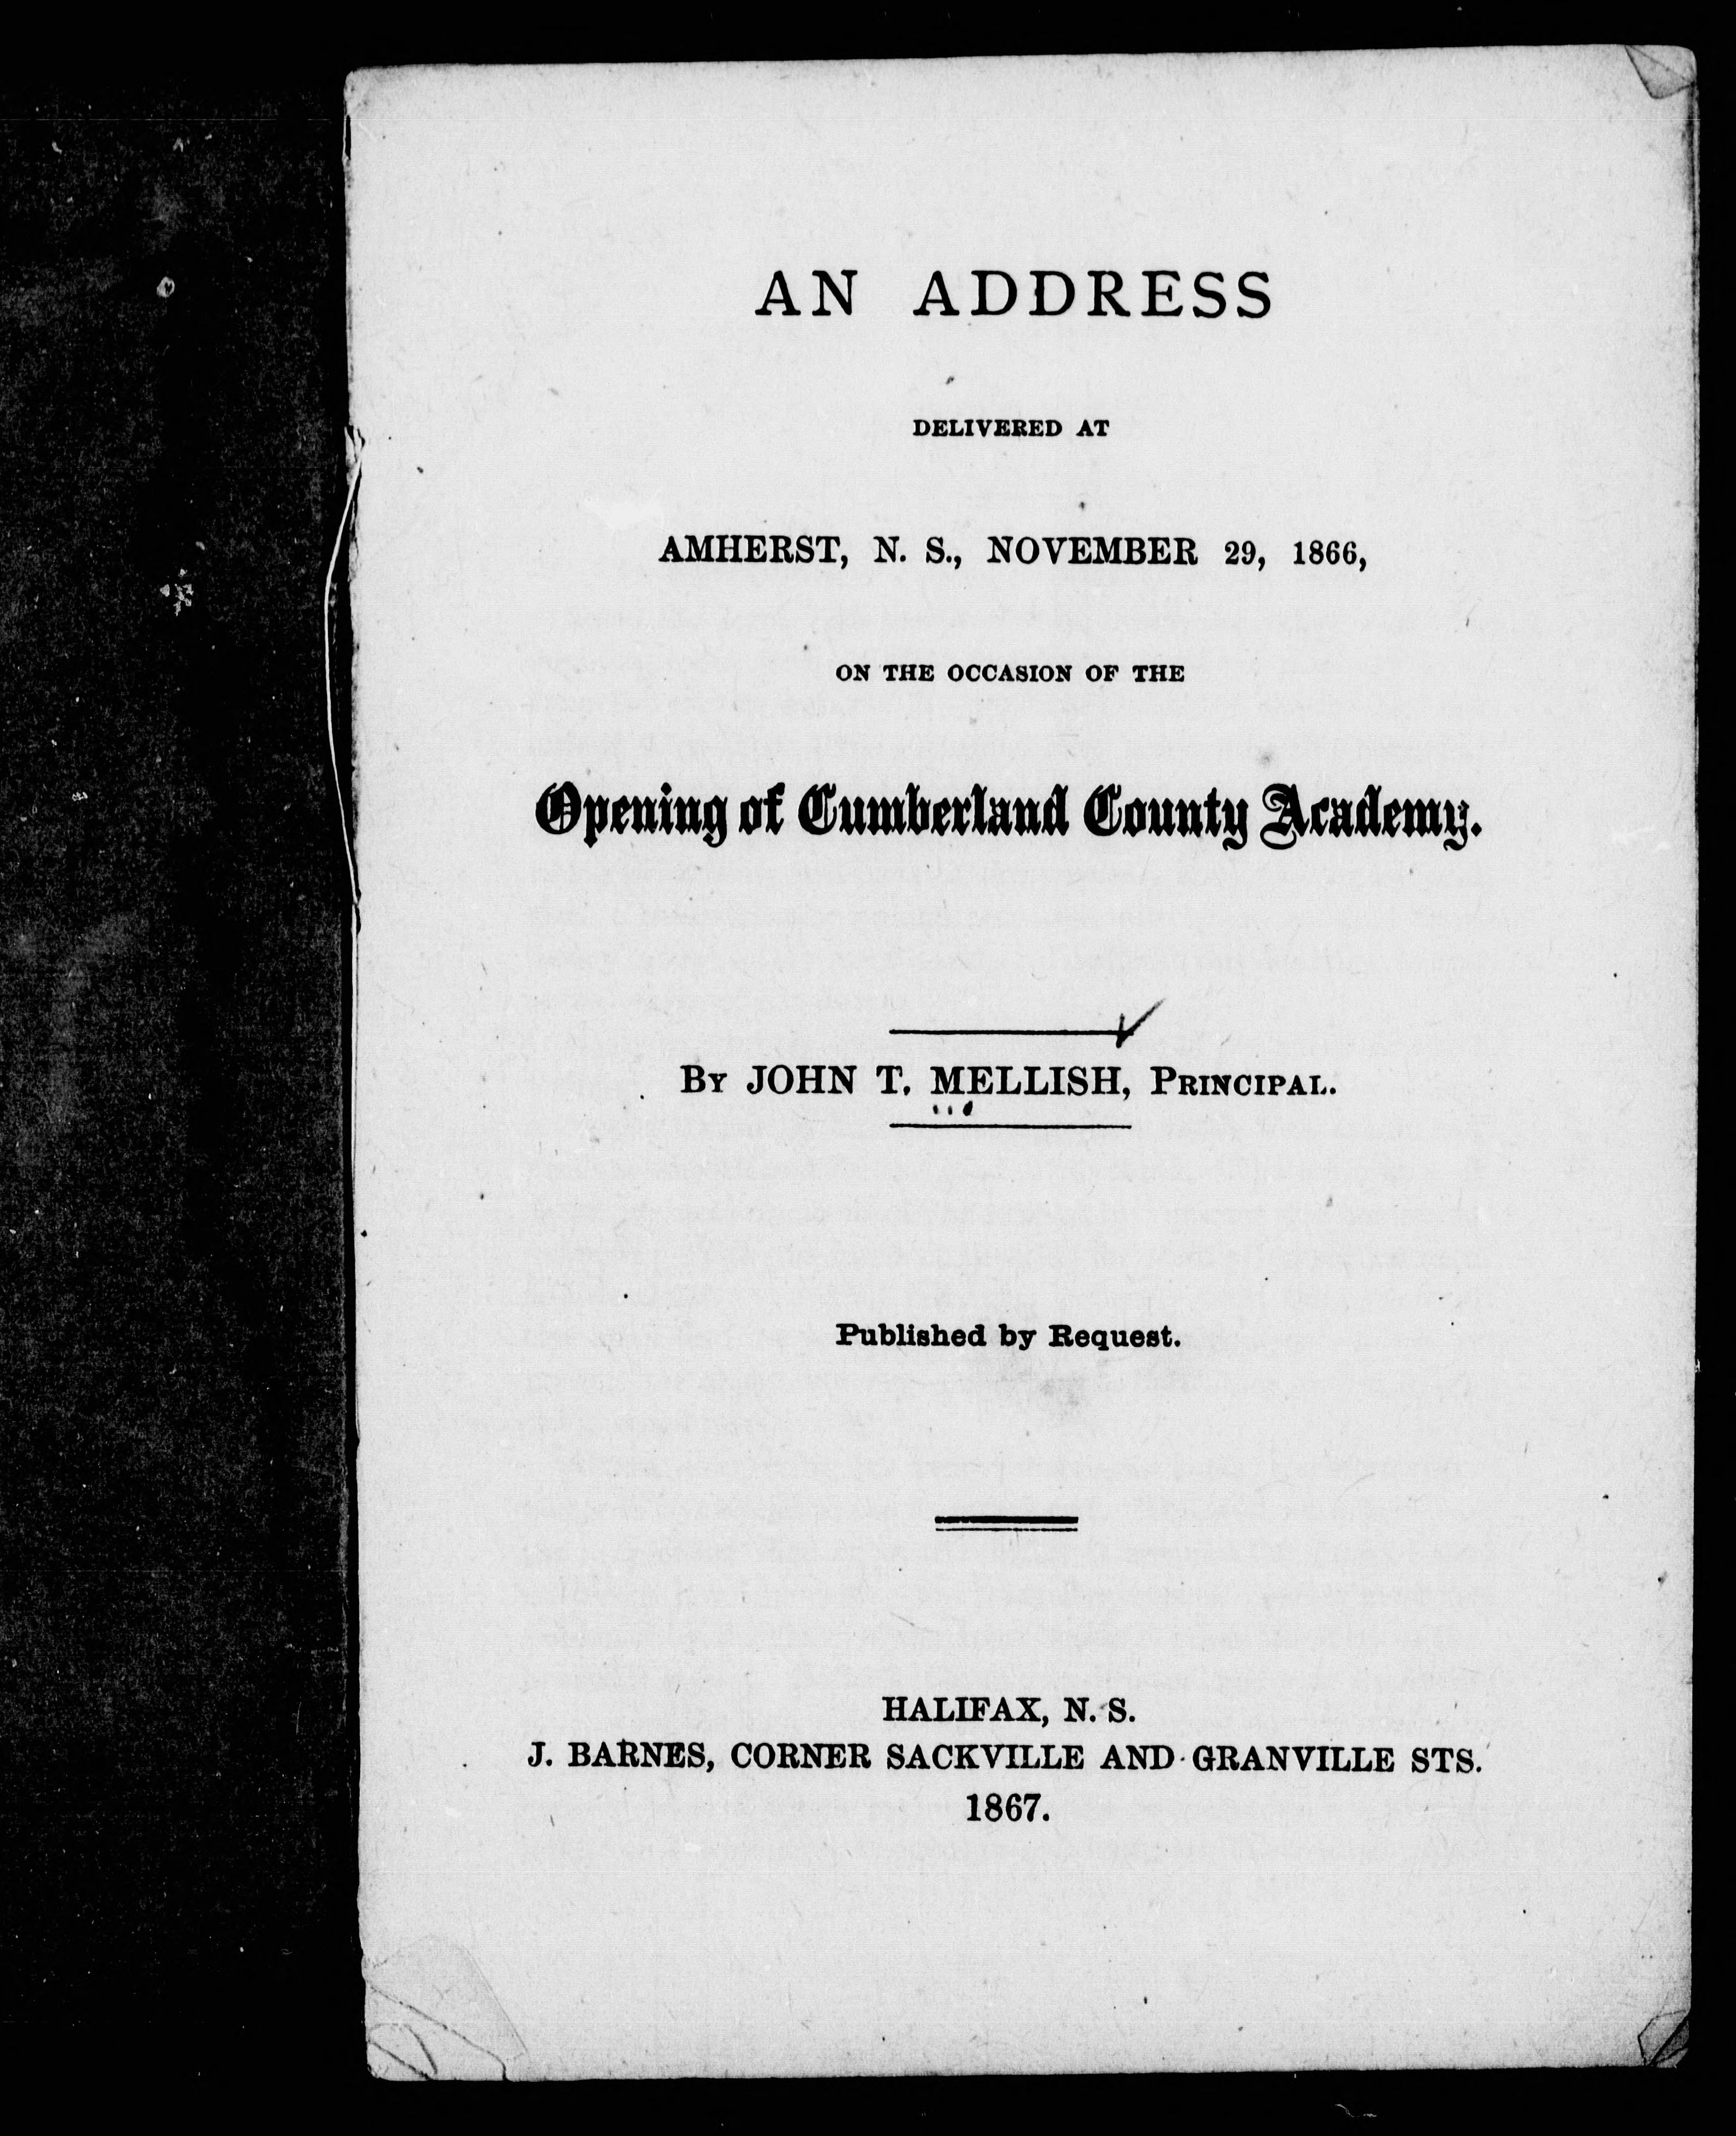 AN ADDRESS
DELIVERED AT
AMHERST, N. S., NOVEMBER 29, 1866,
ON THE OCCASION OF THE
Opening of Cumberland County Academy.
By JOHN T. MELLISH, Principal.
Published by Request.
HALIFAX, N. S.
J. BARNES, CORNER SACKVILLE AND GRANVILLE STS.
1867.